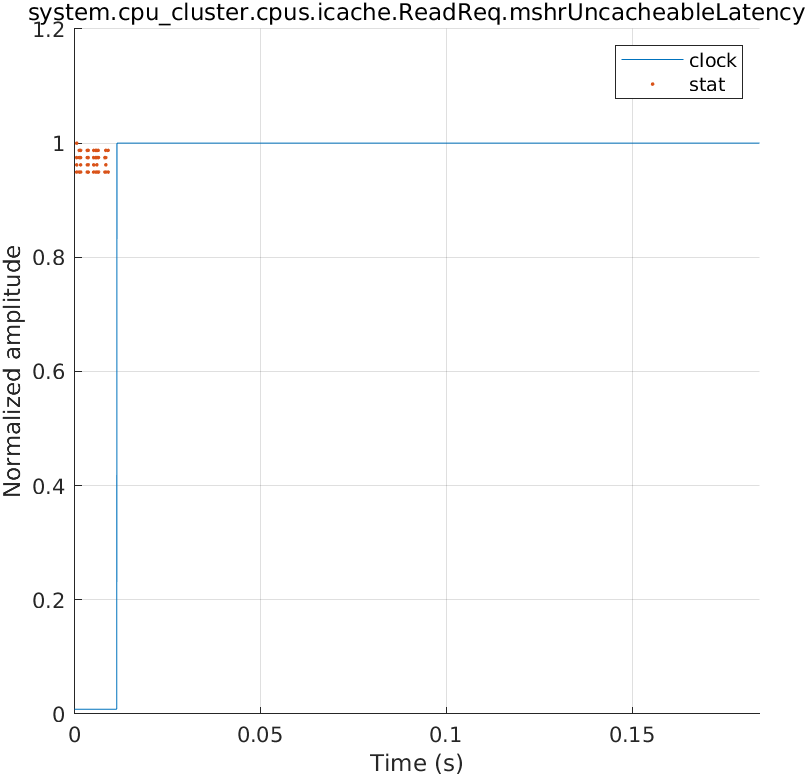 system.cpu_cluster.cpus.icache.ReadReq.mshrUncacheableLatency
1.2
clock
stat
1
0.8
0.6
0.4
0.2
0
Normalized amplitude
0 0.05 0.1 0.15
Time (s)